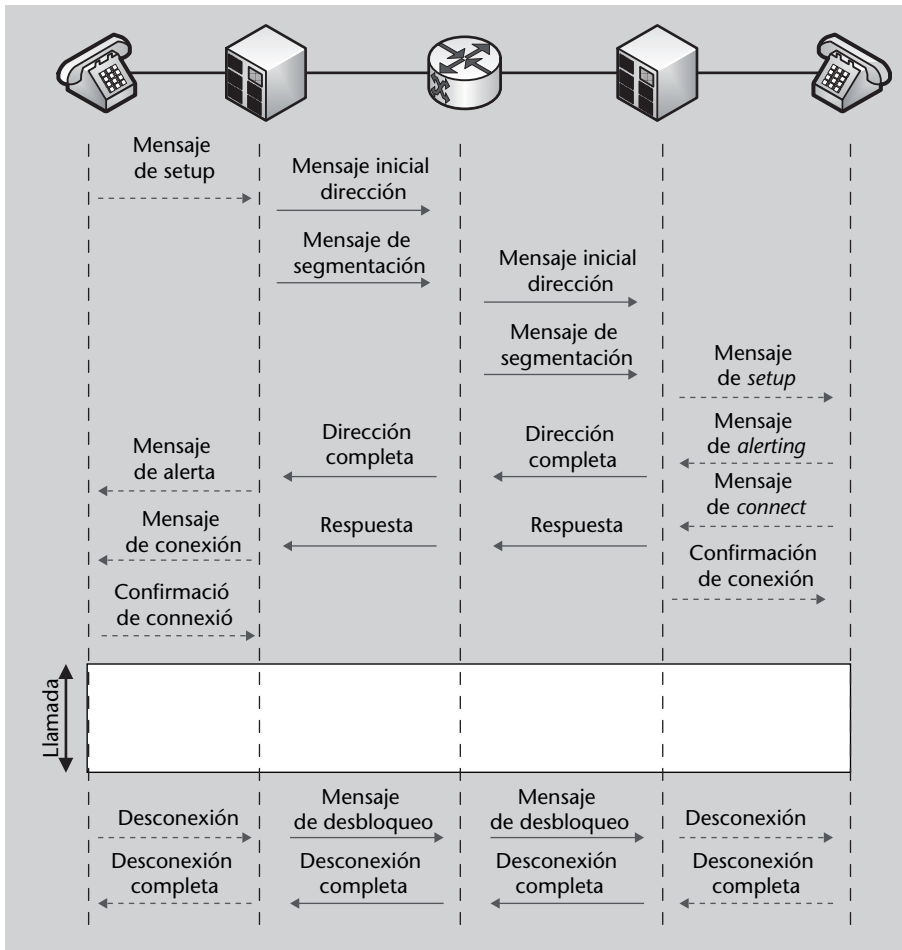 Mensaje
de setup
Mensaje inicial
dirección
Mensaje de
segmentación
Mensaje inicial
dirección
Mensaje de
segmentación
Mensaje
de setup
Mensaje
de alerting
Dirección
completa
Dirección
completa
Mensaje
de alerta
Mensaje
de connect
Respuesta
Respuesta
Mensaje
de conexión
Confirmación
de conexión
Confirmació
de connexió
Llamada
Desconexión
Mensaje
de desbloqueo
Mensaje
de desbloqueo
Desconexión
Desconexión
completa
Desconexión
completa
Desconexión
completa
Desconexión
completa